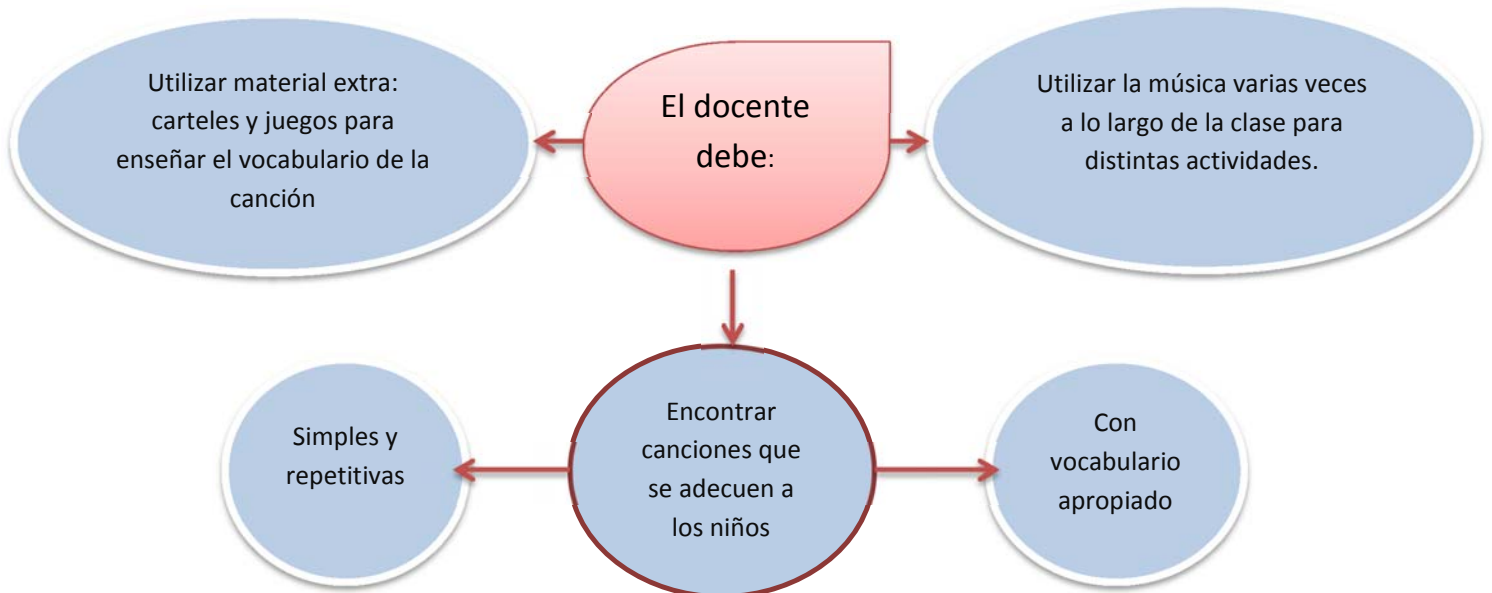 Utilizar material extra:
carteles y juegos para
enseñar el vocabulario de la
canción
El docente
debe:
Utilizar la música varias veces
a lo largo de la clase para
distintas actividades.
Simples y
repetitivas
Encontrar
canciones que
se adecuen a
los niños
Con
vocabulario
apropiado